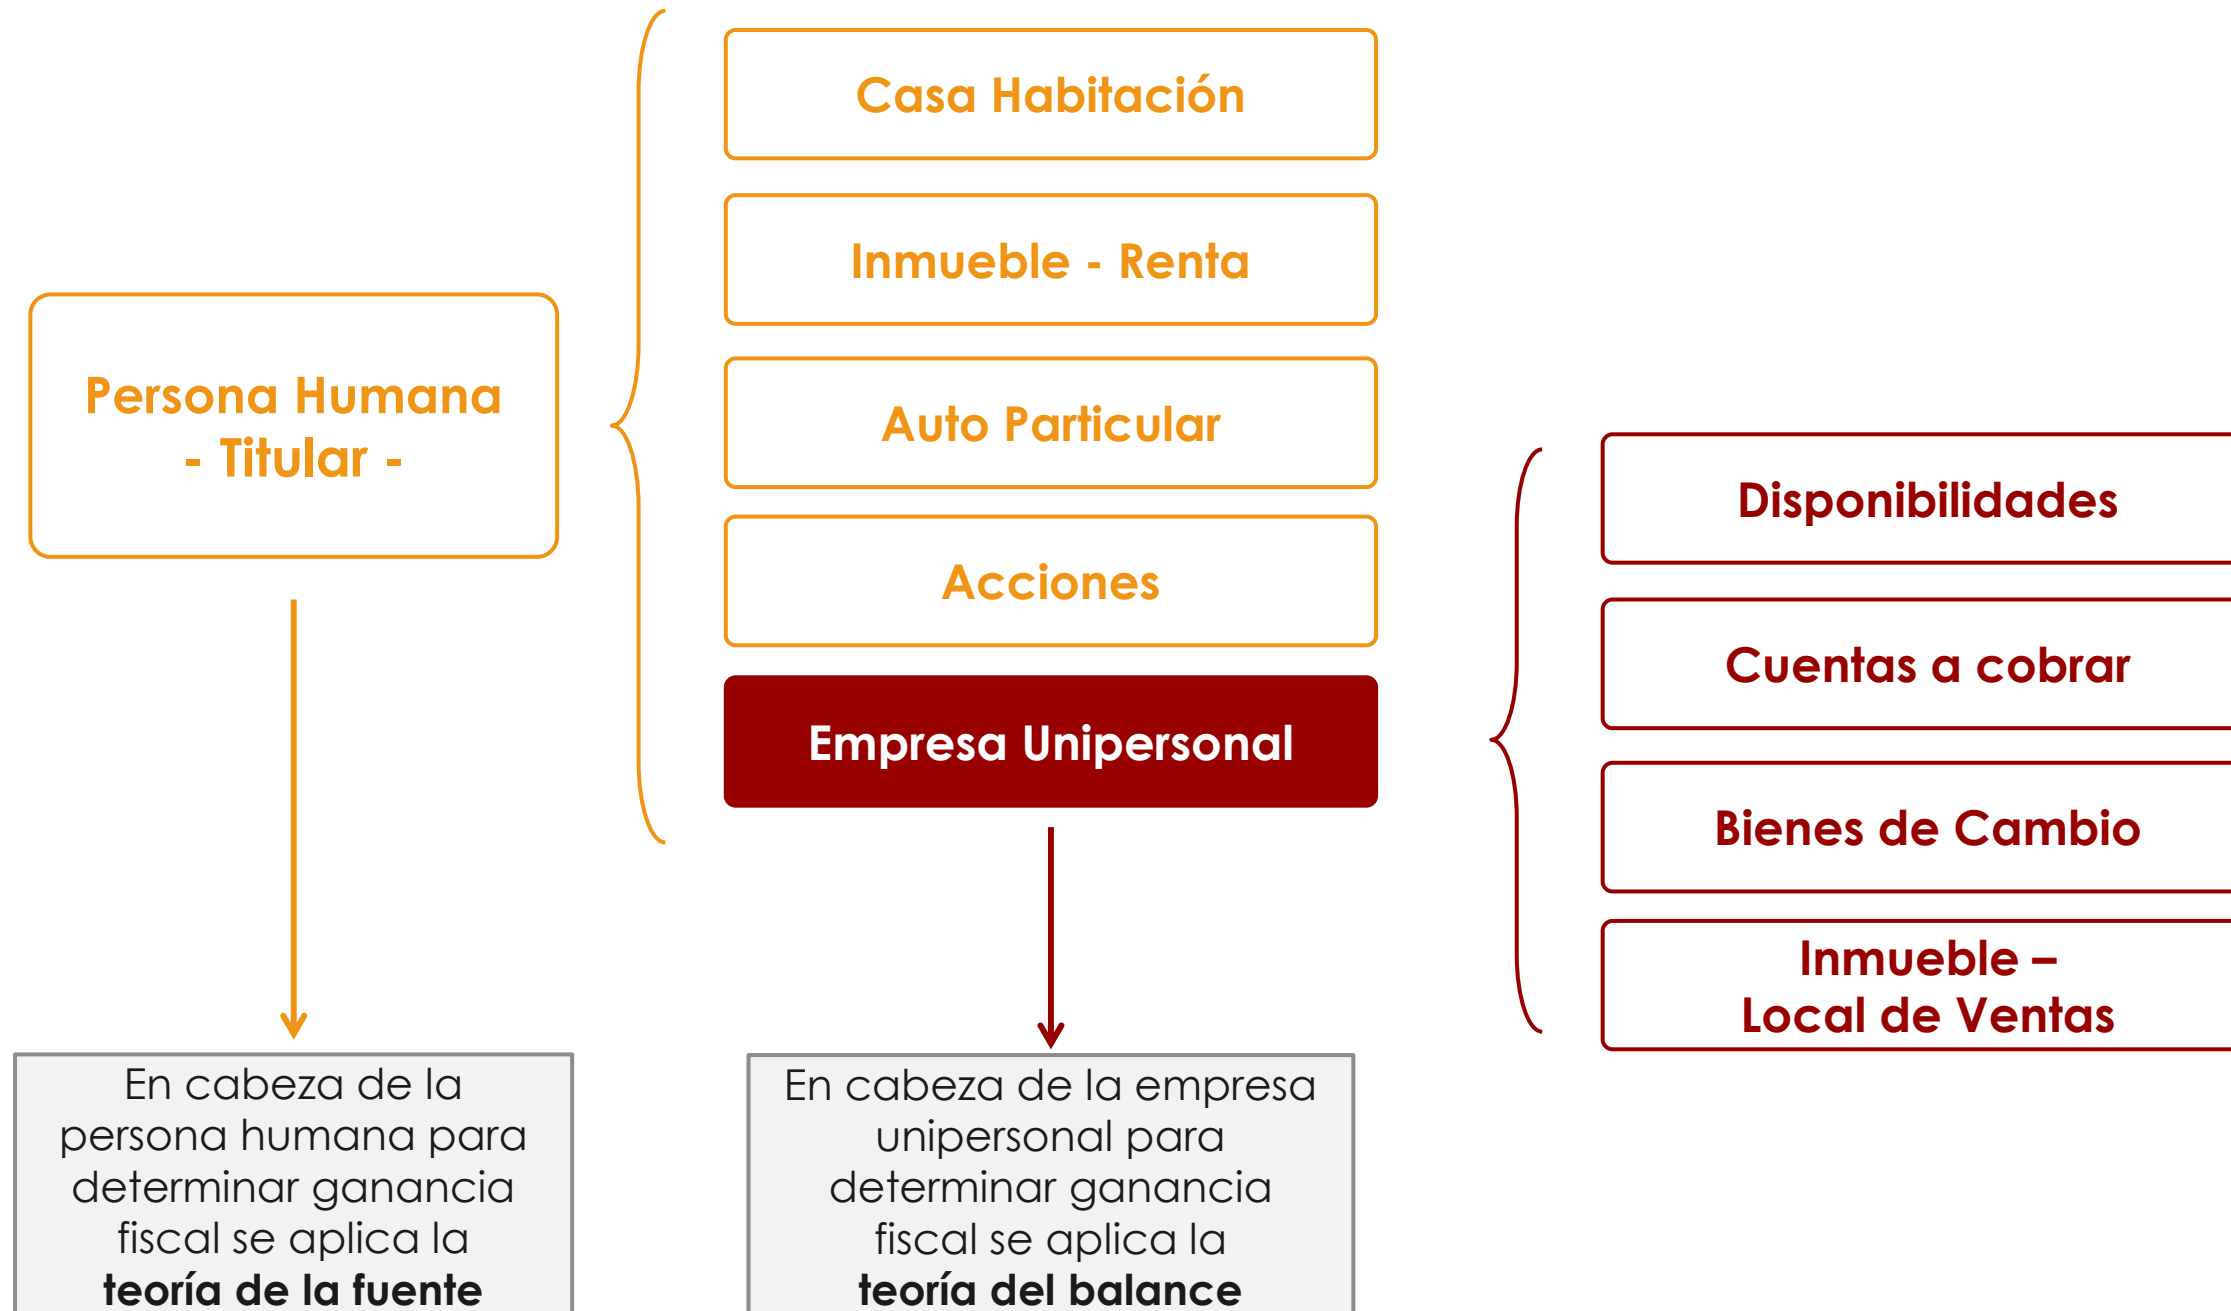 Casa Habitación
Inmueble - Renta
Persona Humana
- Titular -
Auto Particular
Acciones
Empresa Unipersonal
Disponibilidades
Cuentas a cobrar
Bienes de Cambio
Inmueble –
Local de Ventas
En cabeza de la
persona humana para
determinar ganancia
fiscal se aplica la
teoría de la fuente
En cabeza de la empresa
unipersonal para
determinar ganancia
fiscal se aplica la
teoría del balance